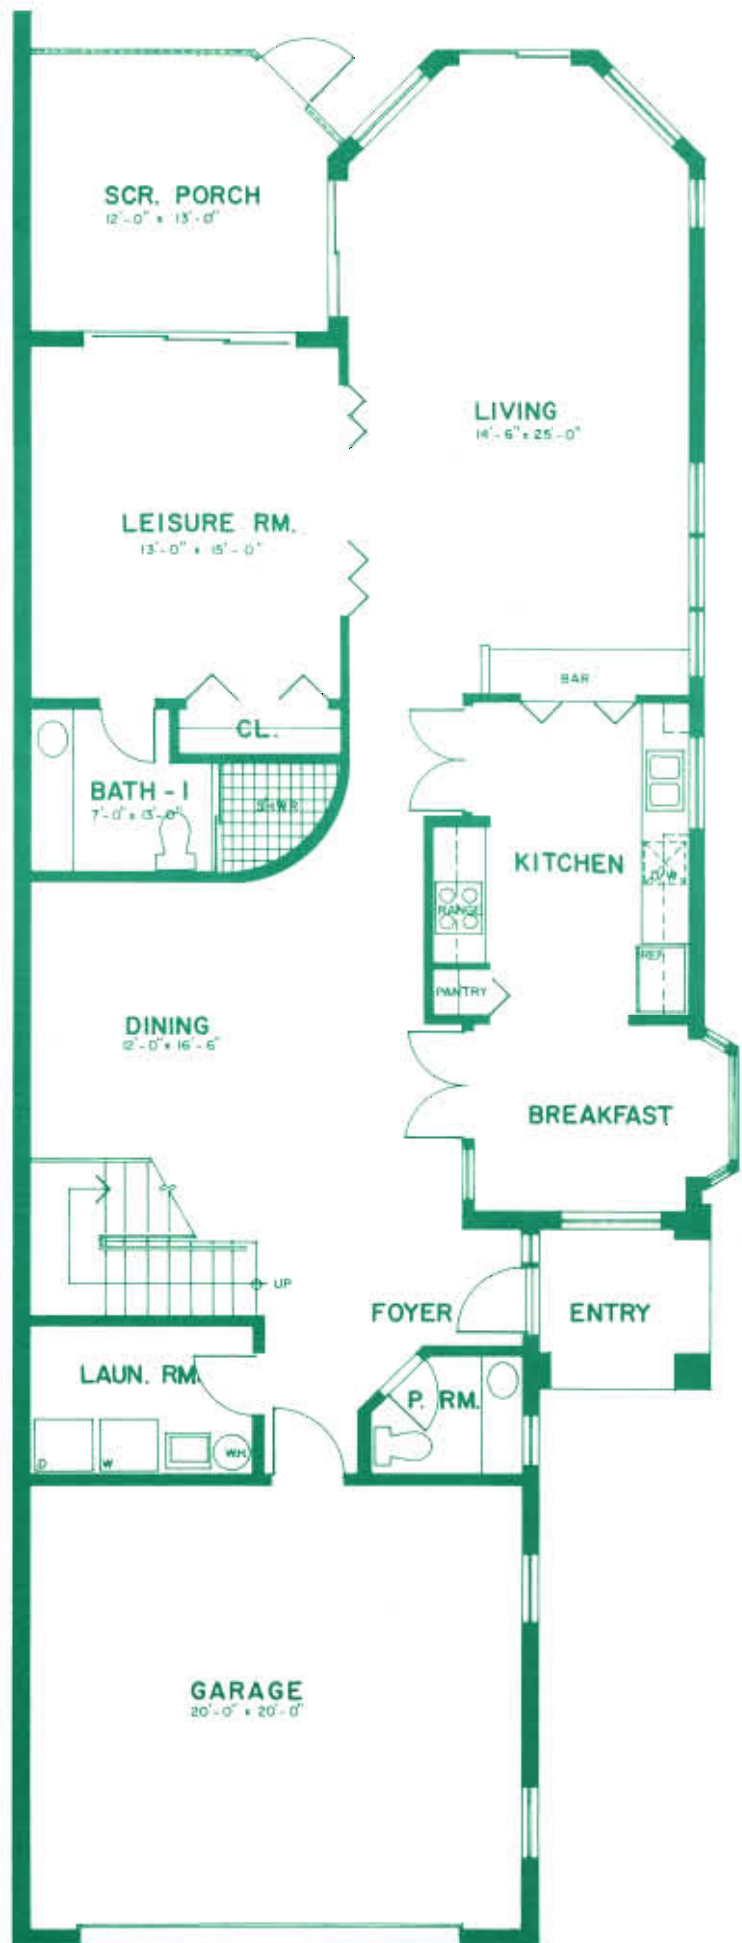 SCR. PORCH
12'-0" x 13'-0"
LIVING
14'-6" x 25'-0"
LEISURE RM.
13'-0" x 15'-0"
BAR
CL.
BATH-1
7'-0" x 13'-0"
SHWR
KITCHEN
D/W
RANGE
REF
PANTRY
DINING
12'-0" x 16'-6"
BREAKFAST
UP
FOYER
ENTRY
LAUN. RM.
P. RM.
D
W
W.H.
GARAGE
20'-0" x 20'-0"